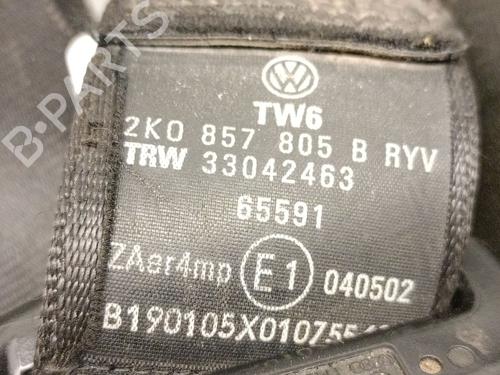 B-PARTS
TW6
2K0 857 805 B RYV
TRW 33042463
65591
ZAer4mp E1 040502